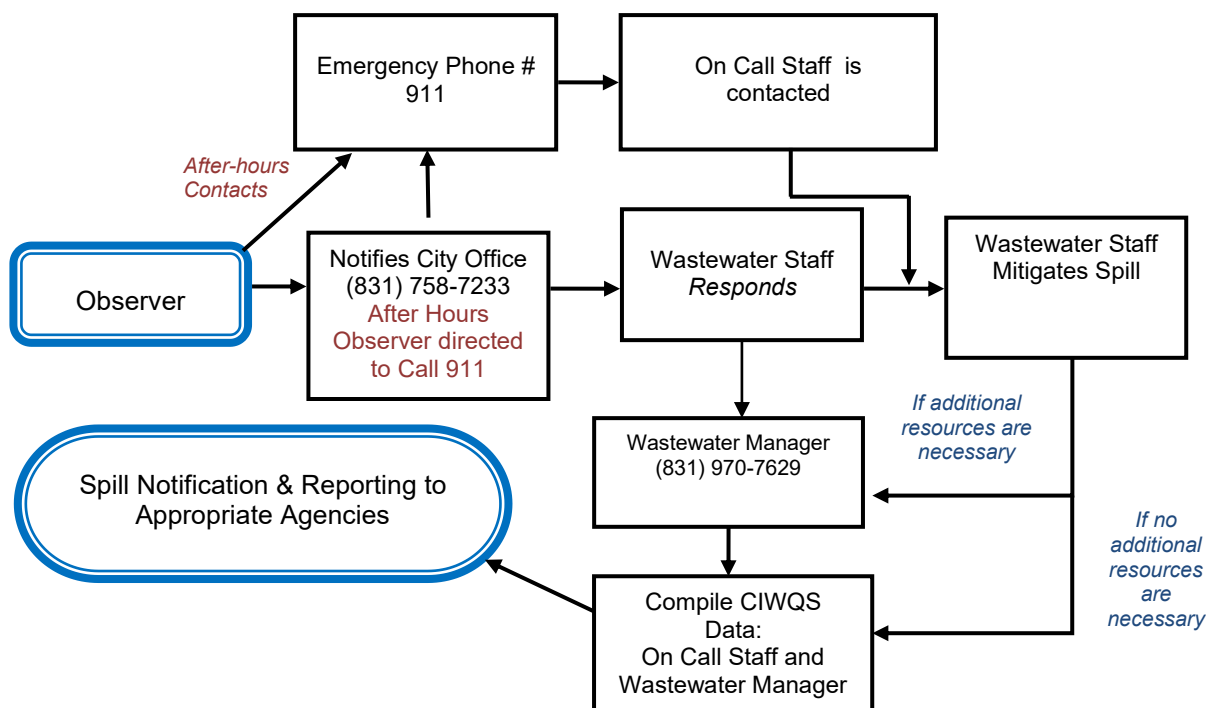 Emergency Phone #
911
On Call Staff is
contacted
After-hours
Contacts
Observer
Notifies City Office
(831) 758-7233
After Hours
Observer directed
to Call 911
Wastewater Staff
Responds
Wastewater Staff
Mitigates Spill
If additional
resources are
necessary
Wastewater Manager
(831) 970-7629
Spill Notification & Reporting to
Appropriate Agencies
If no
additional
resources
are
necessary
Compile CIWQS
Data:
On Call Staff and
Wastewater Manager